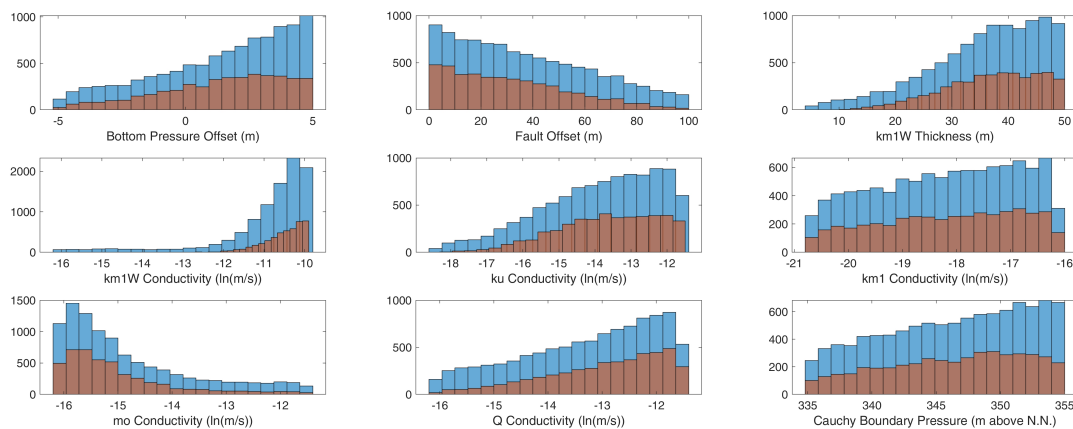 1000
500
0
-5 0 5
Bottom Pressure Offset (m)
1000
500
0
0 20 40 60 80 100
Fault Offset (m)
1000
500
0
10 20 30 40 50
km1W Thickness (m)
2000
1000
0
-16 -15 -14 -13 -12 -11 -10
km1W Conductivity (ln(m/s))
1000
500
0
-18 -17 -16 -15 -14 -13 -12
ku Conductivity (ln(m/s))
600
400
200
0
-21 -20 -19 -18 -17 -16
km1 Conductivity (ln(m/s))
1500
1000
500
0
-16 -15 -14 -13 -12
mo Conductivity (ln(m/s))
1000
500
0
-16 -15 -14 -13 -12
Q Conductivity (ln(m/s))
600
400
200
0
335 340 345 350 355
Cauchy Boundary Pressure (m above N.N.)